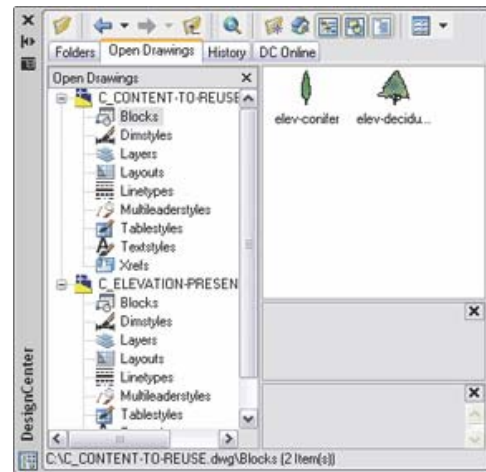 Folders
Open Drawings
History
DC Online
Open Drawings
C_CONTENT-TO-REUSE
Blocks
Dimstyles
Layers
Layouts
Linetypes
Multileaderstyles
Tablestyles
Textstyles
Xrefs
C_ELEVATION-PRESEN
Blocks
Dimstyles
Layers
Layouts
Linetypes
Multileaderstyles
Tablestyles
elev-conifer
elev-decidu...
DesignCenter
C:\C_CONTENT-TO-REUSE.dwg\Blocks (2 Item(s))